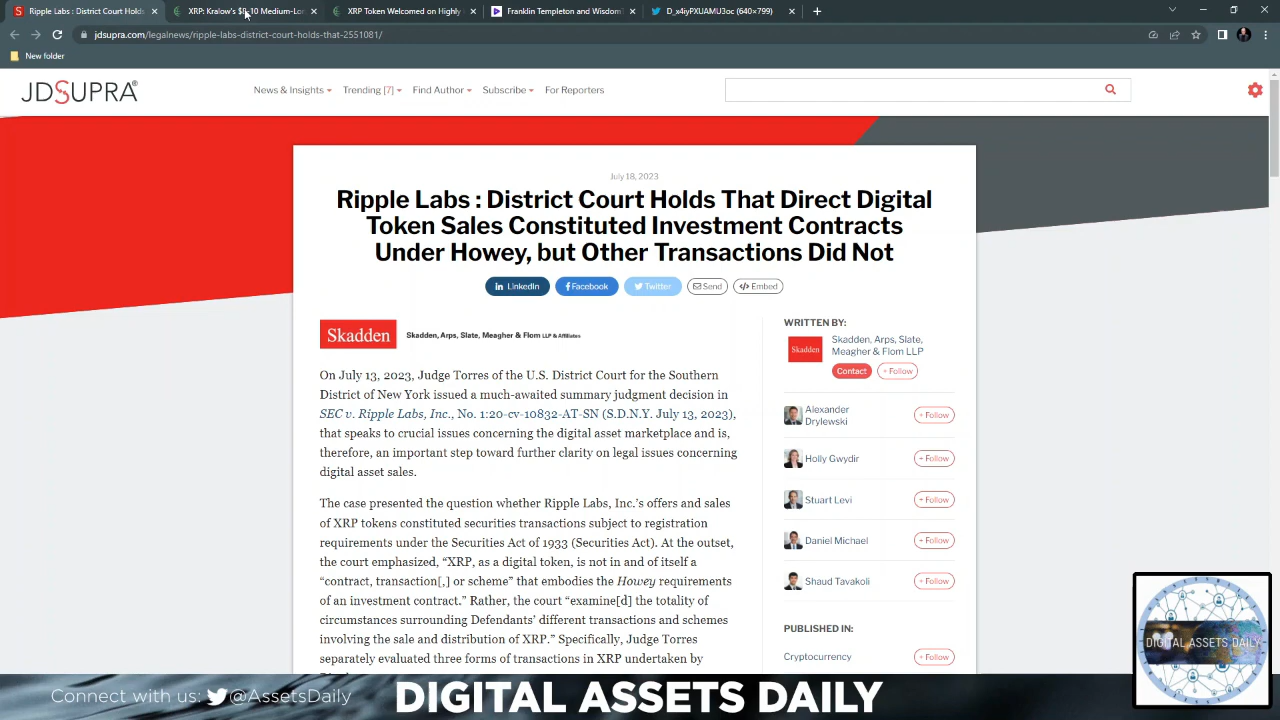 Ripple Labs : District Court Holds
XRP: Kralow's $8-10 Medium-Lon
XRP Token Welcomed on Highly
Franklin Templeton and WisdomT
D_x4iyPXUAMU3oc (640×799)
jdsupra.com/legalnews/ripple-labs-district-court-holds-that-2551081/
New folder
JDSUPRA®
News & Insights
Trending [7]
Find Author
Subscribe
For Reporters
July 18, 2023
Ripple Labs : District Court Holds That Direct Digital
Token Sales Constituted Investment Contracts
Under Howey, but Other Transactions Did Not
LinkedIn
Facebook
Twitter
Send
Embed
Skadden
Skadden, Arps, Slate, Meagher & Flom LLP & Affiliates
On July 13, 2023, Judge Torres of the U.S. District Court for the Southern
District of New York issued a much-awaited summary judgment decision in
SEC v. Ripple Labs, Inc., No. 1:20-cv-10832-AT-SN (S.D.N.Y. July 13, 2023),
that speaks to crucial issues concerning the digital asset marketplace and is,
therefore, an important step toward further clarity on legal issues concerning
digital asset sales.
The case presented the question whether Ripple Labs, Inc.’s offers and sales
of XRP tokens constituted securities transactions subject to registration
requirements under the Securities Act of 1933 (Securities Act). At the outset,
the court emphasized, “XRP, as a digital token, is not in and of itself a
“contract, transaction[,] or scheme” that embodies the Howey requirements
of an investment contract.” Rather, the court “examine[d] the totality of
circumstances surrounding Defendants’ different transactions and schemes
involving the sale and distribution of XRP.” Specifically, Judge Torres
separately evaluated three forms of transactions in XRP undertaken by
WRITTEN BY:
Skadden
Skadden, Arps, Slate,
Meagher & Flom LLP
Contact
+ Follow
Alexander
Drylewski
+ Follow
Holly Gwydir
+ Follow
Stuart Levi
+ Follow
Daniel Michael
+ Follow
Shaud Tavakoli
+ Follow
PUBLISHED IN:
Cryptocurrency
+ Follow
DIGITAL ASSETS DAILY
Connect with us: @AssetsDaily
DIGITAL ASSETS DAILY